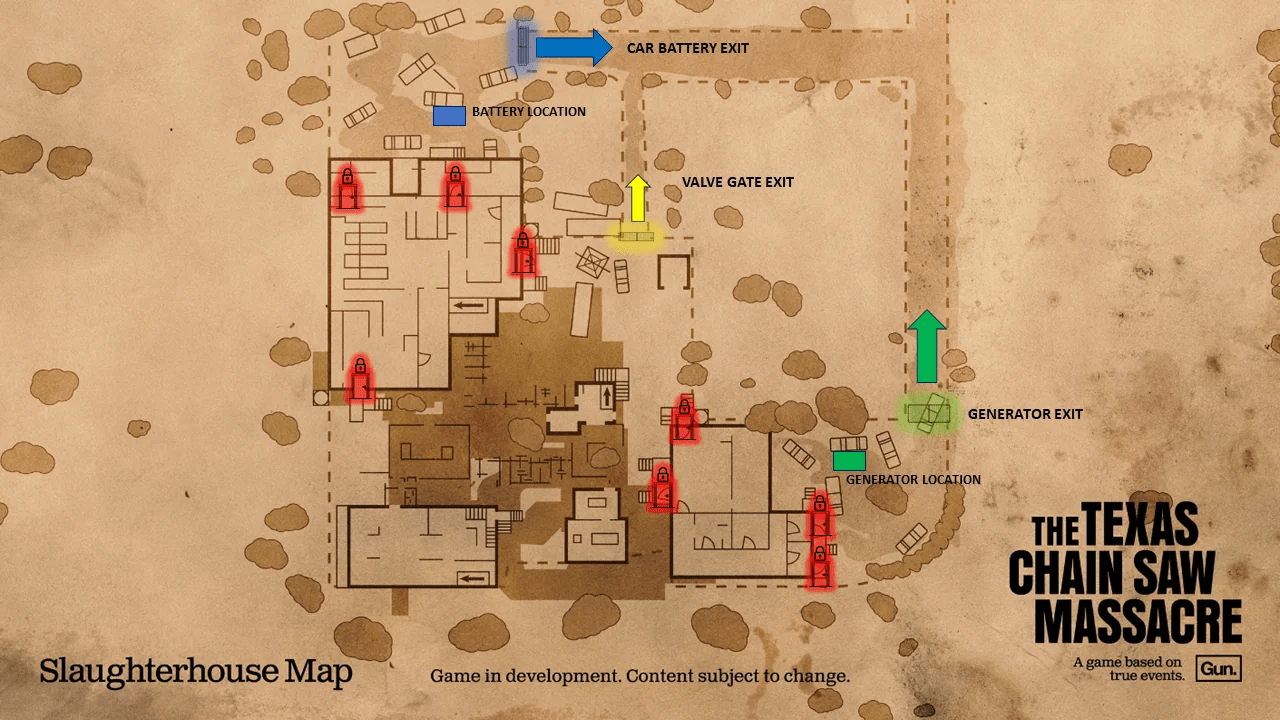 CAR BATTERY EXIT
BATTERY LOCATION
VALVE GATE EXIT
GENERATOR EXIT
GENERATOR LOCATION
THE TEXAS
CHAIN SAW
MASSACRE
A game based on
true events.
Gun.
Slaughterhouse Map
Game in development. Content subject to change.